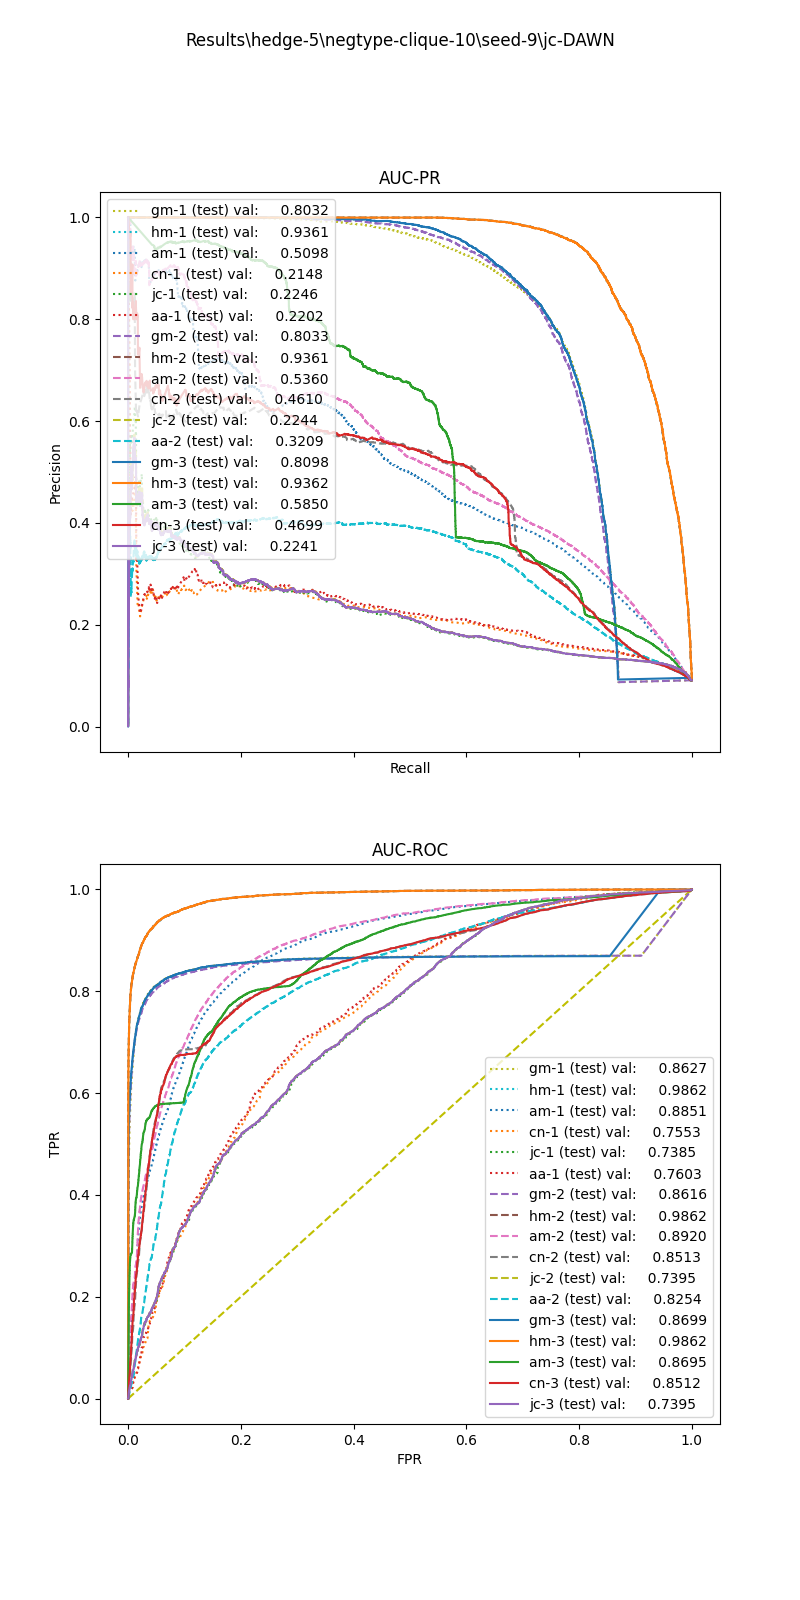 Results\hedge-5\negtype-clique-10\seed-9\jc-DAWN
AUC-PR
1.0
0.8
0.6
0.4
0.2
0.0
Precision
gm-1 (test) val: 0.8032
hm-1 (test) val: 0.9361
am-1 (test) val: 0.5098
cn-1 (test) val: 0.2148
jc-1 (test) val: 0.2246
aa-1 (test) val: 0.2202
gm-2 (test) val: 0.8033
hm-2 (test) val: 0.9361
am-2 (test) val: 0.5360
cn-2 (test) val: 0.4610
jc-2 (test) val: 0.2244
aa-2 (test) val: 0.3209
gm-3 (test) val: 0.8098
hm-3 (test) val: 0.9362
am-3 (test) val: 0.5850
cn-3 (test) val: 0.4699
jc-3 (test) val: 0.2241
Recall
AUC-ROC
1.0
0.8
0.6
0.4
0.2
0.0
TPR
gm-1 (test) val: 0.8627
hm-1 (test) val: 0.9862
am-1 (test) val: 0.8851
cn-1 (test) val: 0.7553
jc-1 (test) val: 0.7385
aa-1 (test) val: 0.7603
gm-2 (test) val: 0.8616
hm-2 (test) val: 0.9862
am-2 (test) val: 0.8920
cn-2 (test) val: 0.8513
jc-2 (test) val: 0.7395
aa-2 (test) val: 0.8254
gm-3 (test) val: 0.8699
hm-3 (test) val: 0.9862
am-3 (test) val: 0.8695
cn-3 (test) val: 0.8512
jc-3 (test) val: 0.7395
0.0 0.2 0.4 0.6 0.8 1.0
FPR